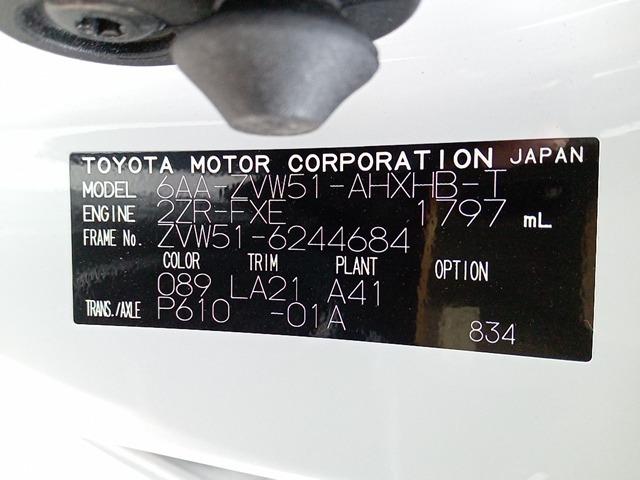 TOYOTA MOTOR CORPORATION JAPAN
MODEL 6AA-ZVW51-AHXHB-T
ENGINE 2ZR-FXE 1797 mL
FRAME No. ZVW51-6244684
COLOR TRIM PLANT OPTION
089 LA21 A41
TRANS./AXLE P610 -01A
834